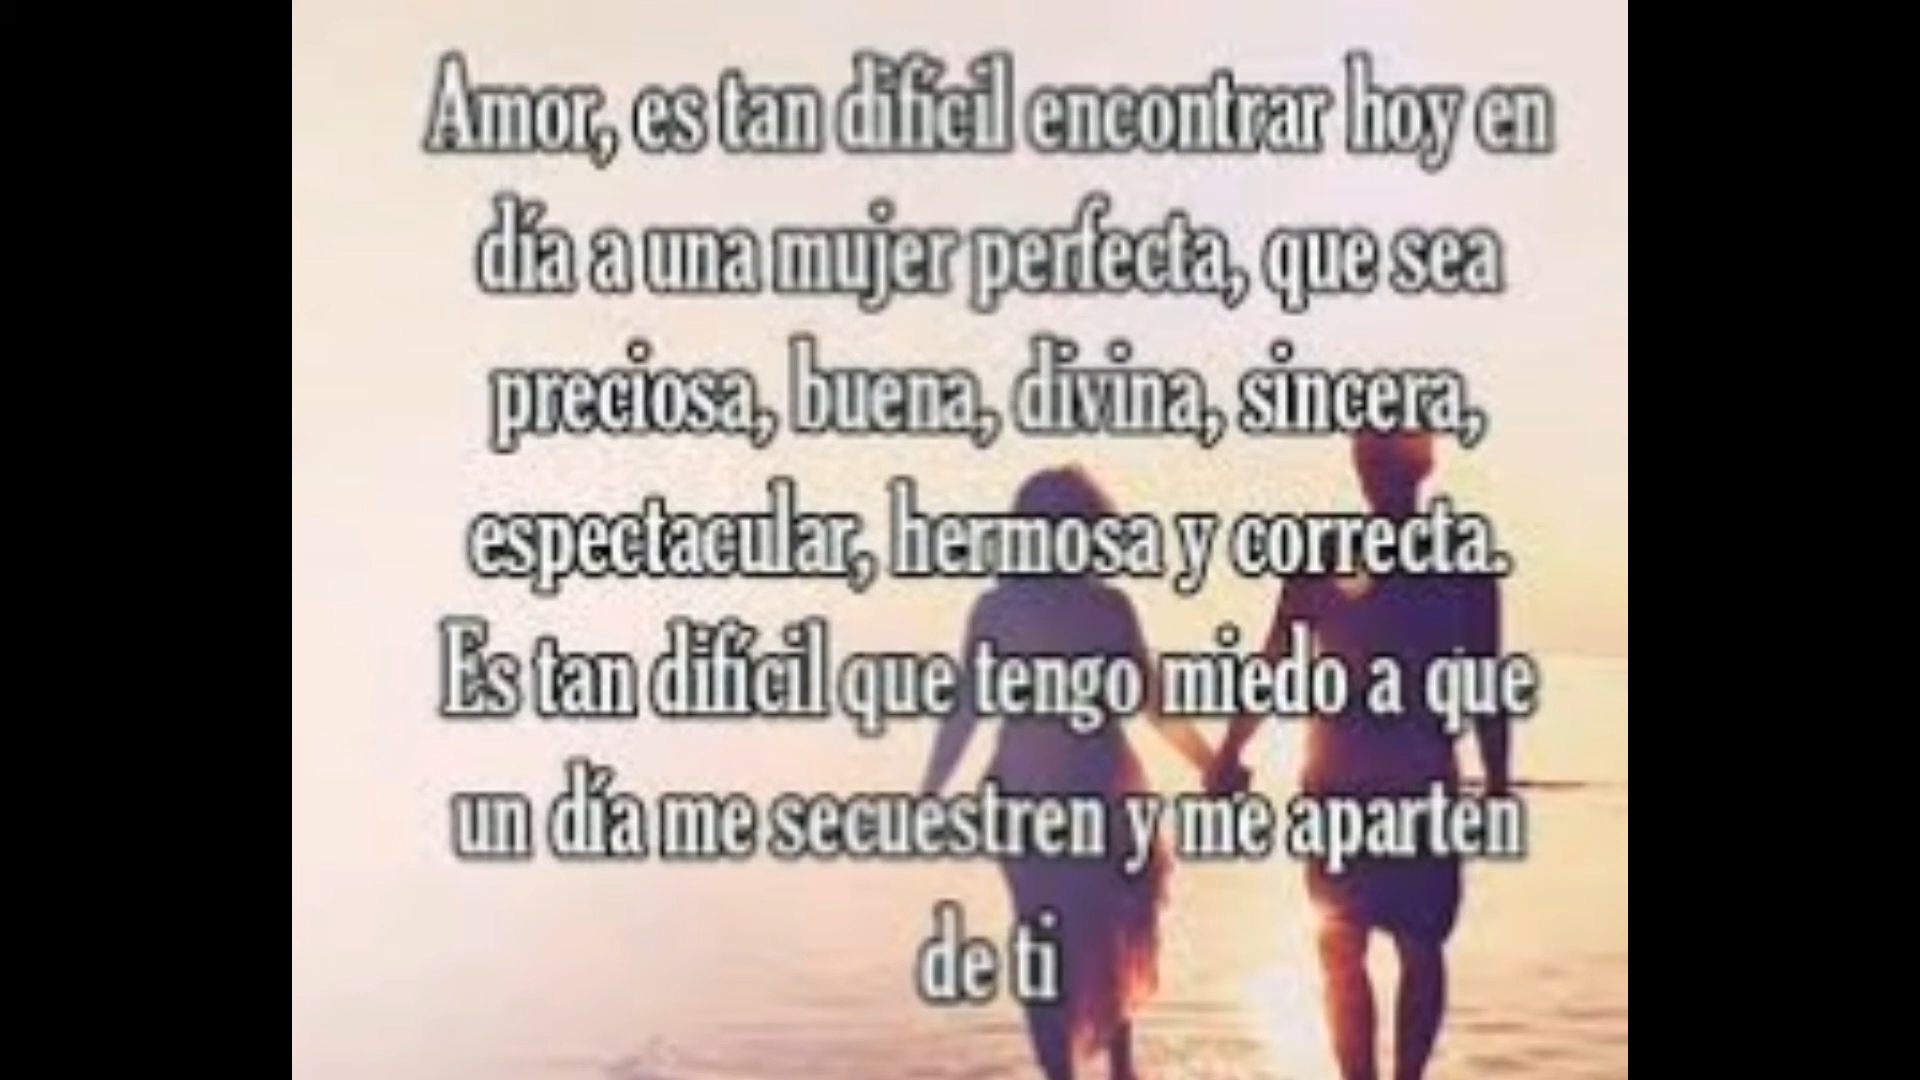 Amor, es tan difícil encontrar hoy en
día a una mujer perfecta, que sea
preciosa, buena, divina, sincera,
espectacular, hermosa y correcta.
Es tan difícil que tengo miedo a que
un día me secuestren y me aparten
de ti